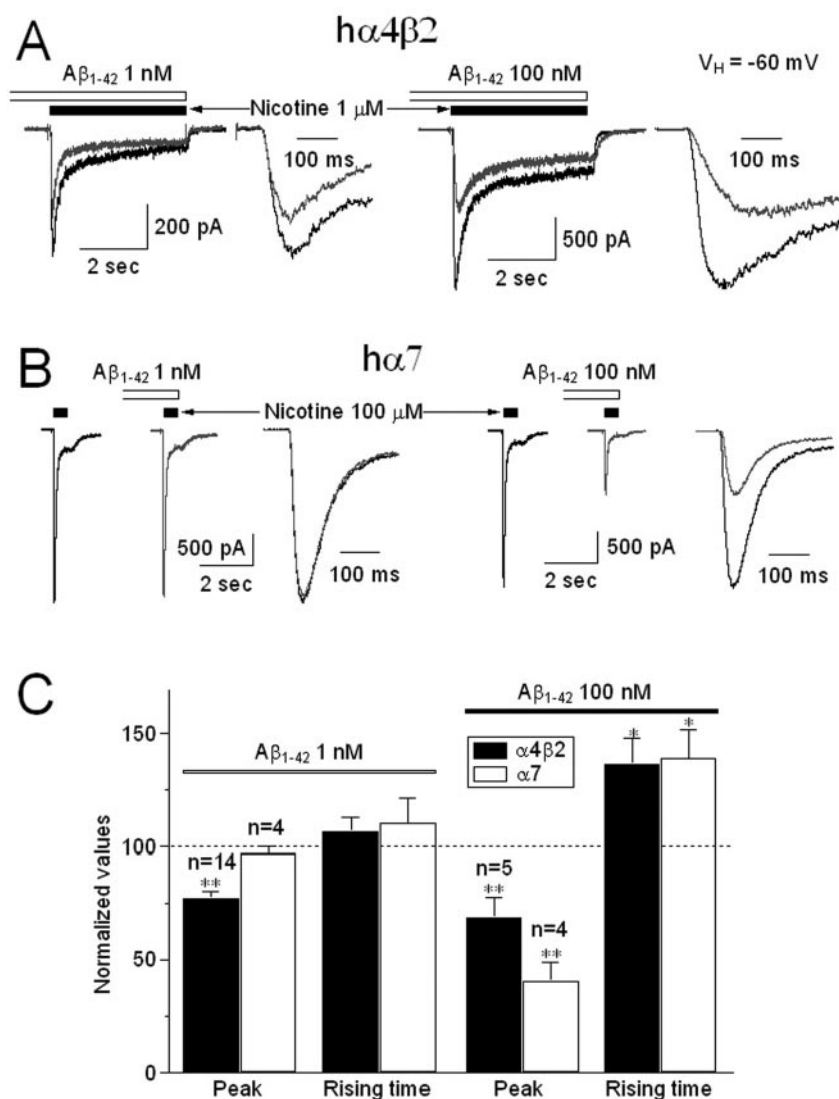 A
hα4β2
Aβ1-42 1 nM
Aβ1-42 100 nM
VH = -60 mV
Nicotine 1 μM
100 ms
100 ms
200 pA
2 sec
500 pA
2 sec
B
hα7
Aβ1-42 1 nM
Aβ1-42 100 nM
Nicotine 100 μM
500 pA
2 sec
100 ms
500 pA
2 sec
100 ms
C
Aβ1-42 100 nM
Aβ1-42 1 nM
α4β2
α7
n=14
**
n=4
n=5
**
n=4
**
*
*
Normalized values
150
100
50
0
Peak
Rising time
Peak
Rising time